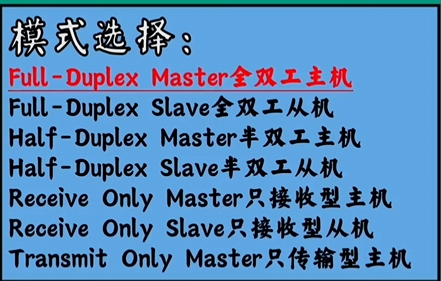 模式选择：
Full-Duplex Master全双工主机
Full-Duplex Slave全双工从机
Half-Duplex Master半双工主机
Half-Duplex Slave半双工从机
Receive Only Master只接收型主机
Receive Only Slave只接收型从机
Transmit Only Master只传输型主机